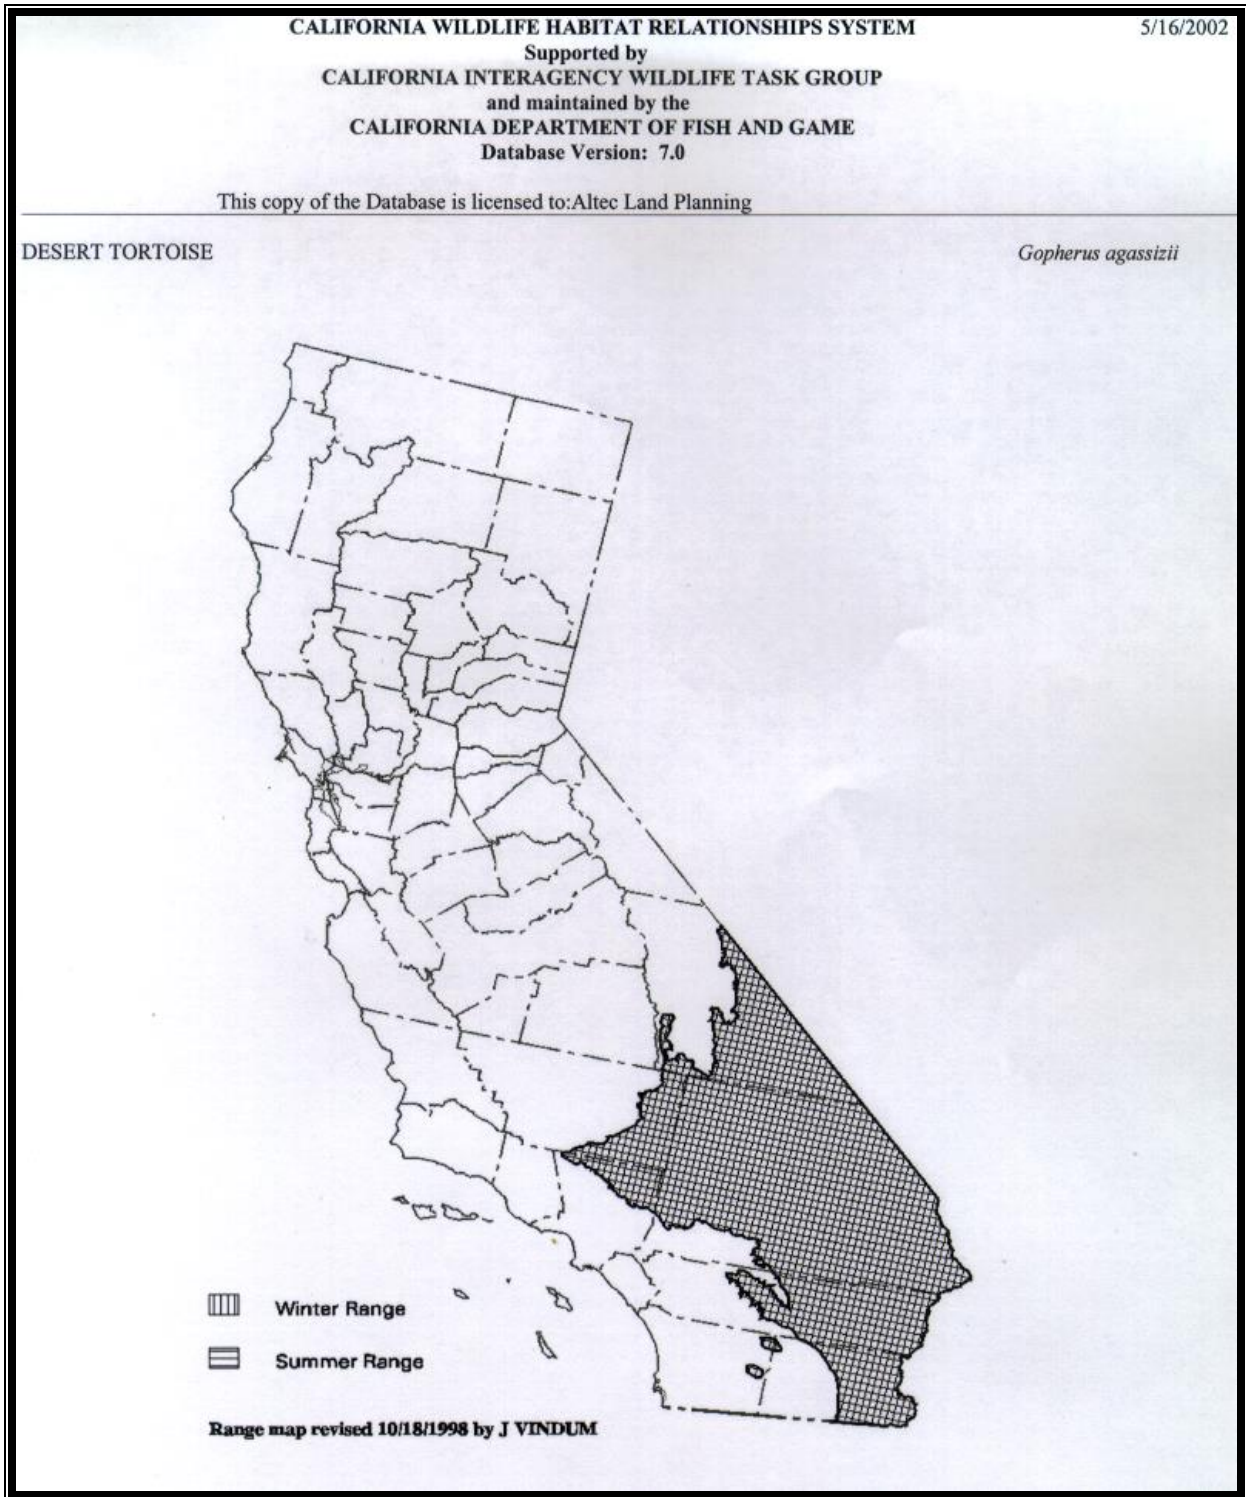 CALIFORNIA WILDLIFE HABITAT RELATIONSHIPS SYSTEM 5/16/2002
Supported by
CALIFORNIA INTERAGENCY WILDLIFE TASK GROUP
and maintained by the
CALIFORNIA DEPARTMENT OF FISH AND GAME
Database Version: 7.0
This copy of the Database is licensed to:Altec Land Planning
DESERT TORTOISE Gopherus agassizii
Winter Range
Summer Range
Range map revised 10/18/1998 by J VINDUM